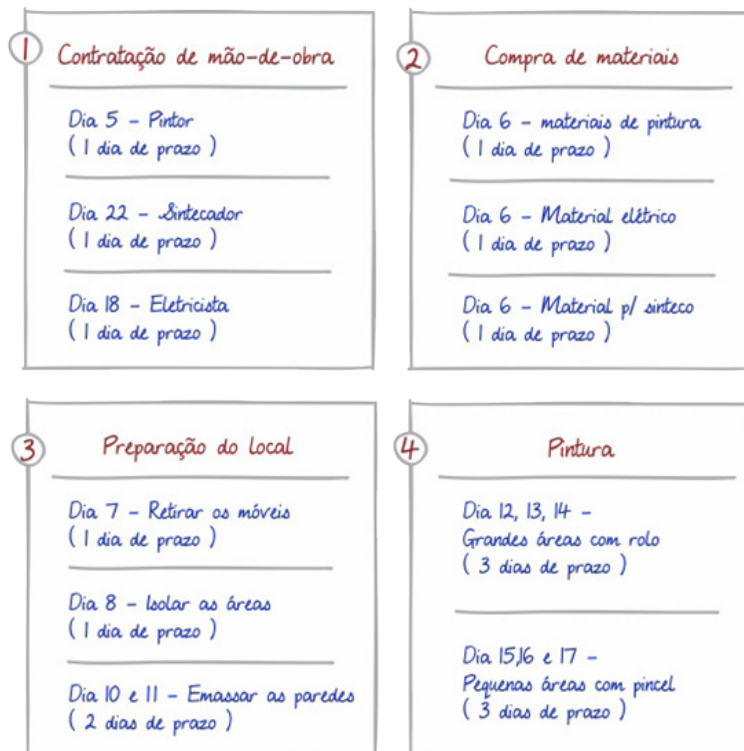 1
Contratação de mão-de-obra
Dia 5 - Pintor
( 1 dia de prazo )
Dia 22 - Sintecador
( 1 dia de prazo )
Dia 18 - Eletricista
( 1 dia de prazo )
2
Compra de materiais
Dia 6 - materiais de pintura
( 1 dia de prazo )
Dia 6 - Material elétrico
( 1 dia de prazo )
Dia 6 - Material p/ sinteco
( 1 dia de prazo )
3
Preparação do local
Dia 7 - Retirar os móveis
( 1 dia de prazo )
Dia 8 - Isolar as áreas
( 1 dia de prazo )
Dia 10 e 11 - Emassar as paredes
( 2 dias de prazo )
4
Pintura
Dia 12, 13, 14 -
Grandes áreas com rolo
( 3 dias de prazo )
Dia 15,16 e 17 -
Pequenas áreas com pincel
( 3 dias de prazo )